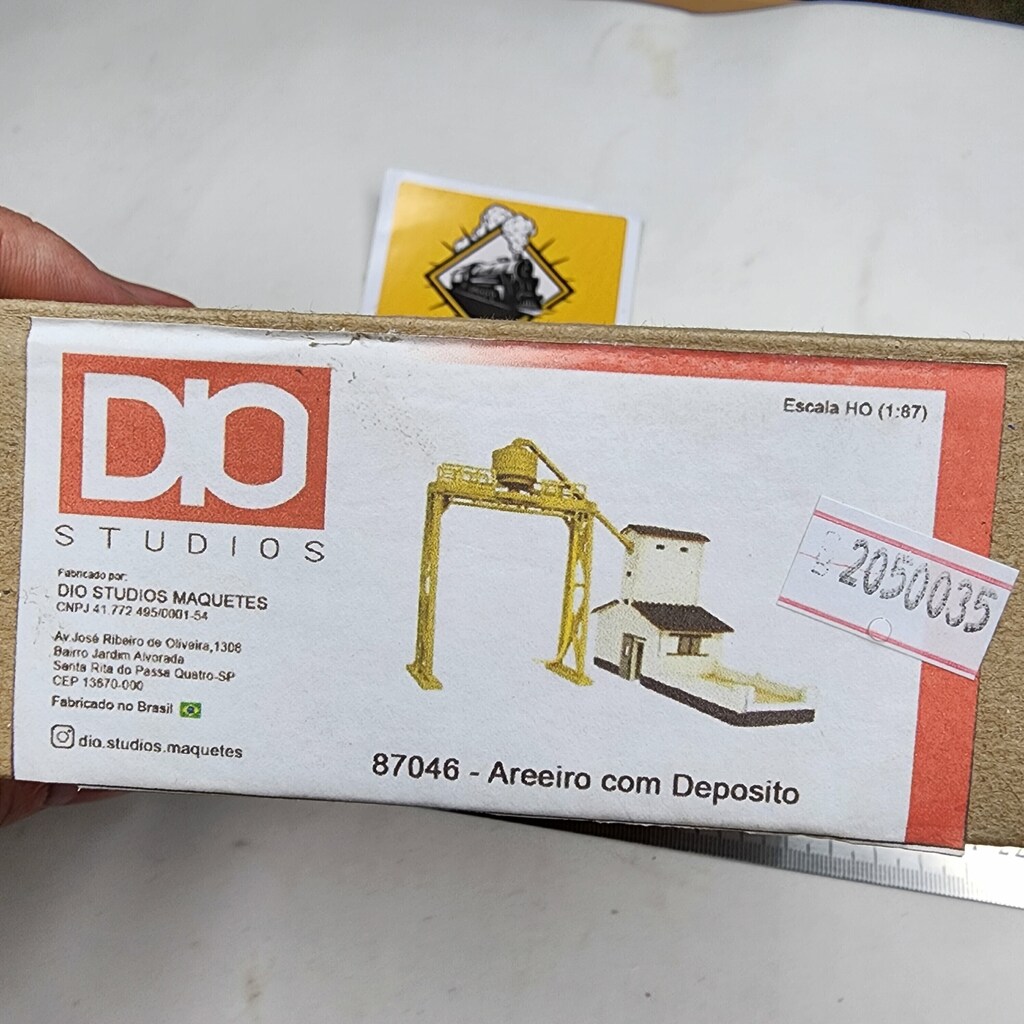 DIO
STUDIOS
Fabricado por:
DIO STUDIOS MAQUETES
CNPJ 41.772.495/0001-54
Av José Ribeiro de Oliveira,1308
Bairro Jardim Alvorada
Santa Rita do Passa Quatro-SP
CEP 13670-000
Fabricado no Brasil
dio.studios.maquetes
Escala HO (1:87)
2050035
87046 - Areeiro com Deposito